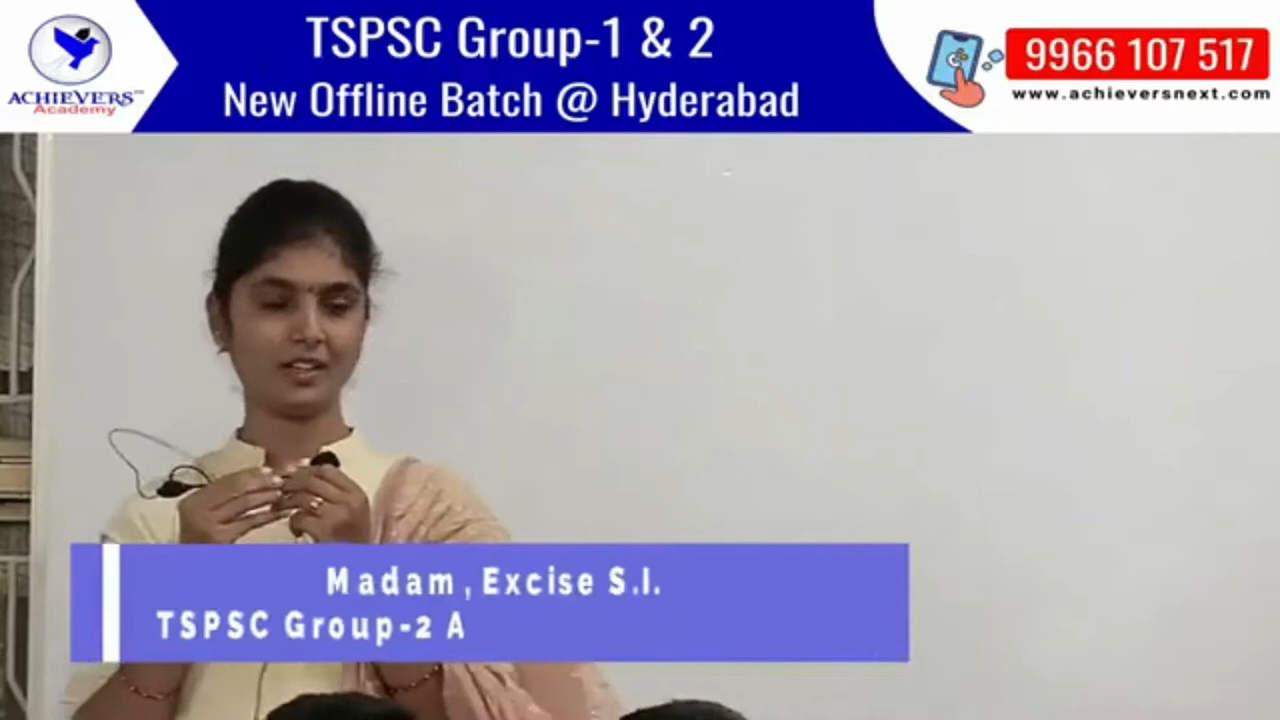 ACHIEVERS™
Academy
TSPSC Group-1 & 2
New Offline Batch @ Hyderabad
9966 107 517
www.achieversnext.com
Madam, Excise S.I.
TSPSC Group-2 A